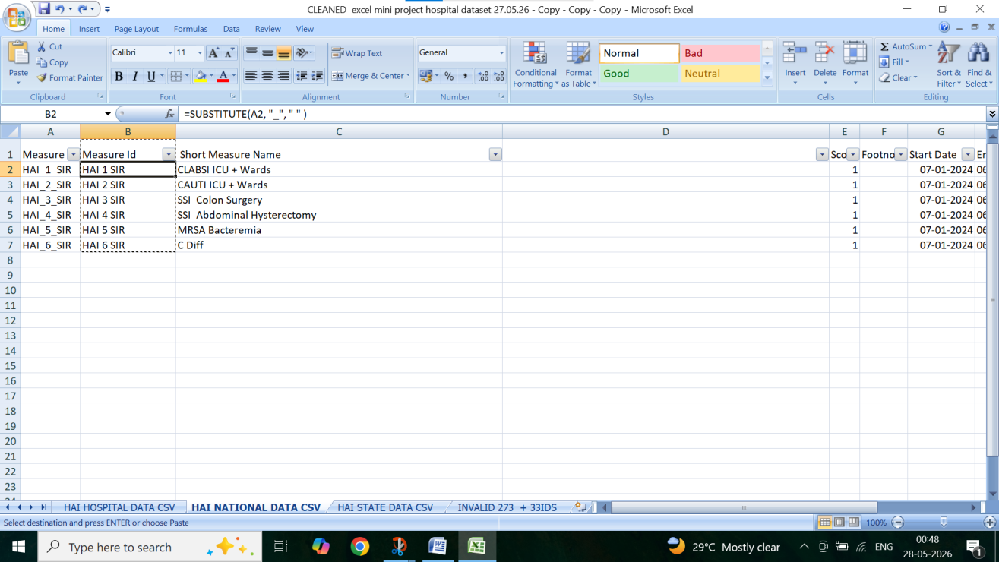 CLEANED excel mini project hospital dataset 27.05.26 - Copy - Copy - Copy - Microsoft Excel
Home Insert Page Layout Formulas Data Review View
Paste
Cut
Copy
Format Painter
Clipboard
Calibri 11
B I U
Font
Wrap Text
Merge & Center
Alignment
General
%
Number
Conditional Formatting
Format as Table
Normal Bad
Good Neutral
Styles
Insert Delete Format
Cells
Σ AutoSum
Fill
Clear
Sort & Filter
Find & Select
Editing
B2 fx =SUBSTITUTE(A2, "_", " " )
A B C D E F G
1 Measure Measure Id Short Measure Name Sco Footno Start Date En
2 HAI_1_SIR HAI 1 SIR CLABSI ICU + Wards 1 07-01-2024 06
3 HAI_2_SIR HAI 2 SIR CAUTI ICU + Wards 1 07-01-2024 06
4 HAI_3_SIR HAI 3 SIR SSI Colon Surgery 1 07-01-2024 06
5 HAI_4_SIR HAI 4 SIR SSI Abdominal Hysterectomy 1 07-01-2024 06
6 HAI_5_SIR HAI 5 SIR MRSA Bacteremia 1 07-01-2024 06
7 HAI_6_SIR HAI 6 SIR C Diff 1 07-01-2024 06
8
9
10
11
12
13
14
15
16
17
18
19
20
21
22
23
HAI HOSPITAL DATA CSV HAI NATIONAL DATA CSV HAI STATE DATA CSV INVALID 273 + 33IDS
Select destination and press ENTER or choose Paste 100%
Type here to search
29°C Mostly clear
ENG
00:48
28-05-2026
1